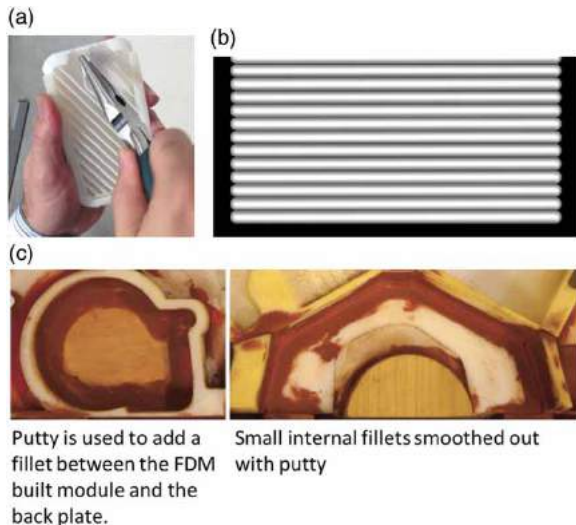 (a)
(b)
(c)
Putty is used to add a
fillet between the FDM
built module and the
back plate.
Small internal fillets smoothed out
with putty